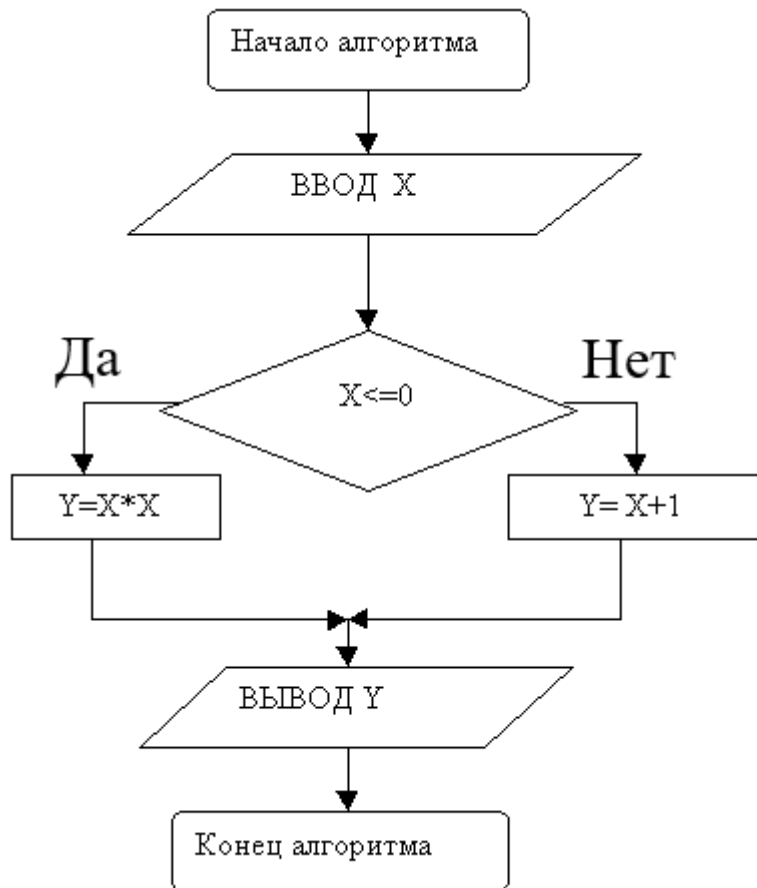 Начало алгоритма
ВВОД X
Да
Нет
X<=0
Y=X*X
Y= X+1
ВЫВОД Y
Конец алгоритма